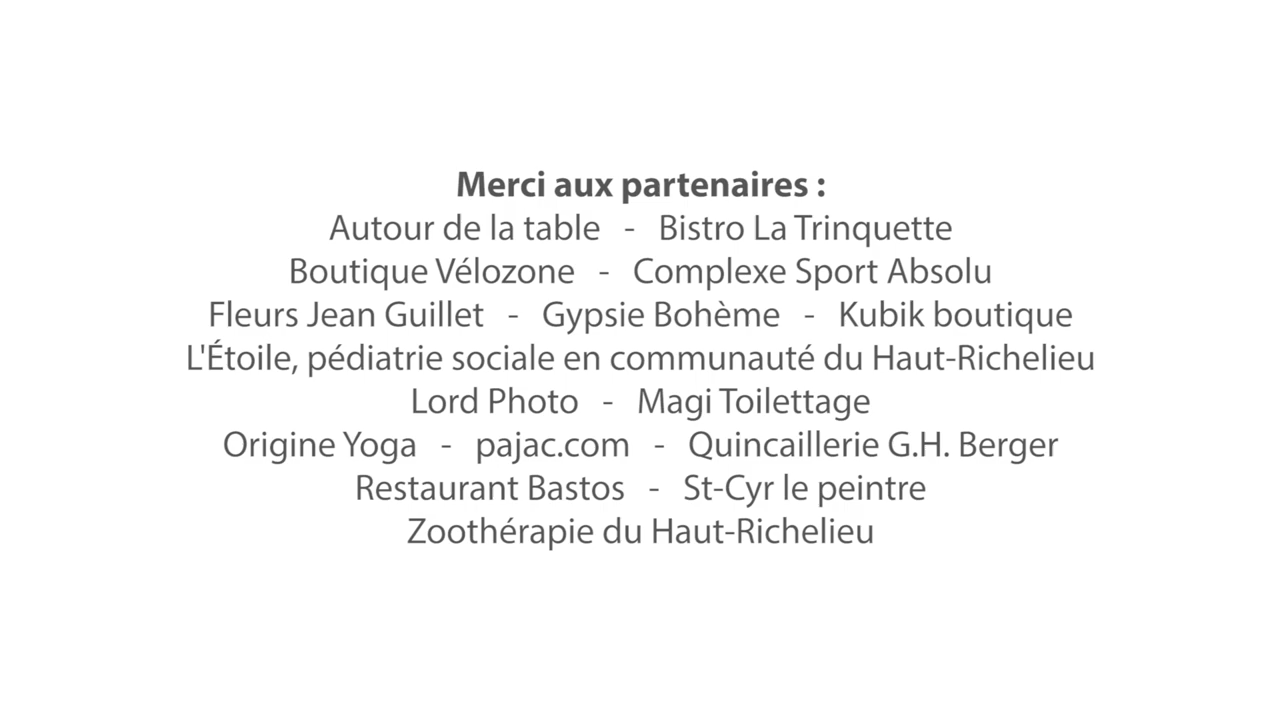 Merci aux partenaires :
Autour de la table - Bistro La Trinquette
Boutique Vélozone - Complexe Sport Absolu
Fleurs Jean Guillet - Gypsie Bohème - Kubik boutique
L'Étoile, pédiatrie sociale en communauté du Haut-Richelieu
Lord Photo - Magi Toilettage
Origine Yoga - pajac.com - Quincaillerie G.H. Berger
Restaurant Bastos - St-Cyr le peintre
Zoothérapie du Haut-Richelieu